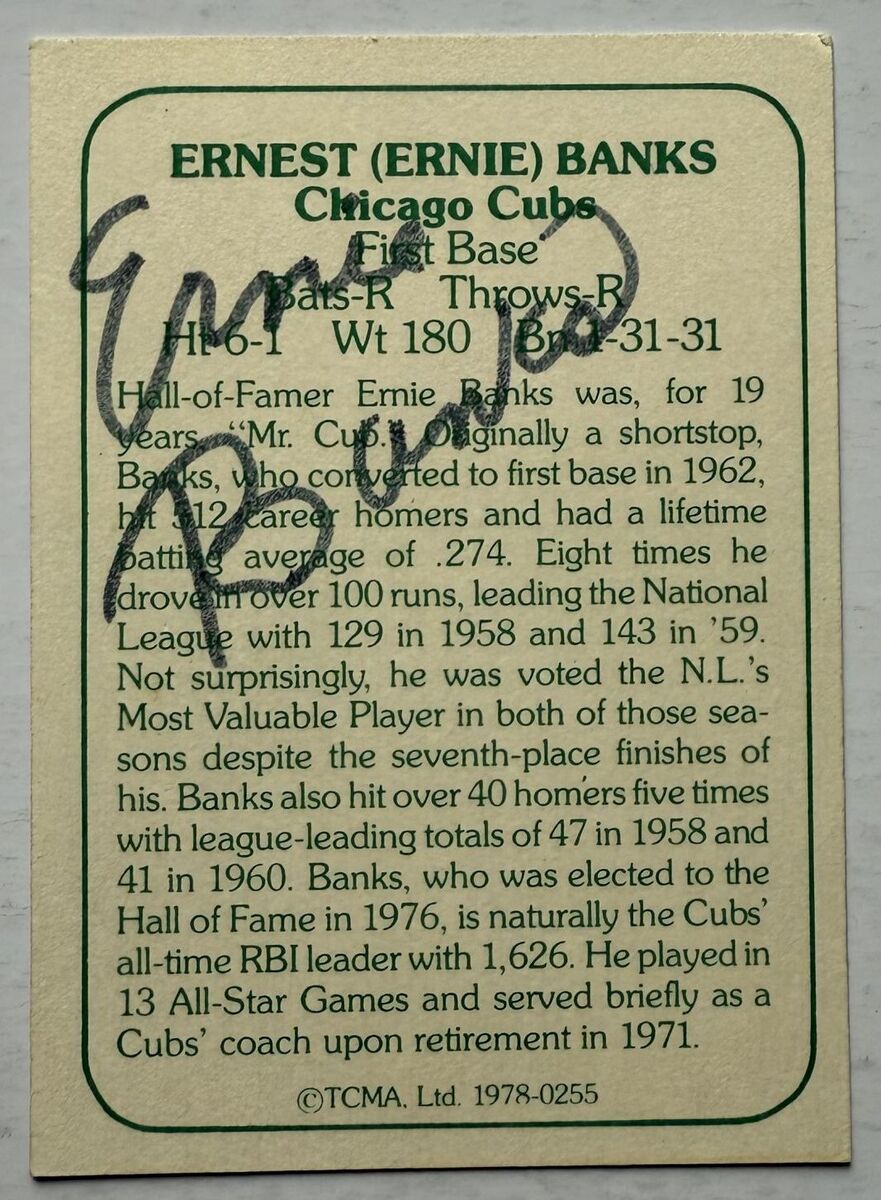 ERNEST (ERNIE) BANKS
Chicago Cubs
First Base
Bats-R Throws-R
Ht 6-1 Wt 180 Bn 1-31-31
Ernie
Banks
Hall-of-Famer Ernie Banks was, for 19
years, "Mr. Cub." Originally a shortstop,
Banks, who converted to first base in 1962,
hit 512 career homers and had a lifetime
batting average of .274. Eight times he
drove in over 100 runs, leading the National
League with 129 in 1958 and 143 in '59.
Not surprisingly, he was voted the N.L.'s
Most Valuable Player in both of those sea-
sons despite the seventh-place finishes of
his. Banks also hit over 40 homers five times
with league-leading totals of 47 in 1958 and
41 in 1960. Banks, who was elected to the
Hall of Fame in 1976, is naturally the Cubs'
all-time RBI leader with 1,626. He played in
13 All-Star Games and served briefly as a
Cubs' coach upon retirement in 1971.
©TCMA, Ltd. 1978-0255